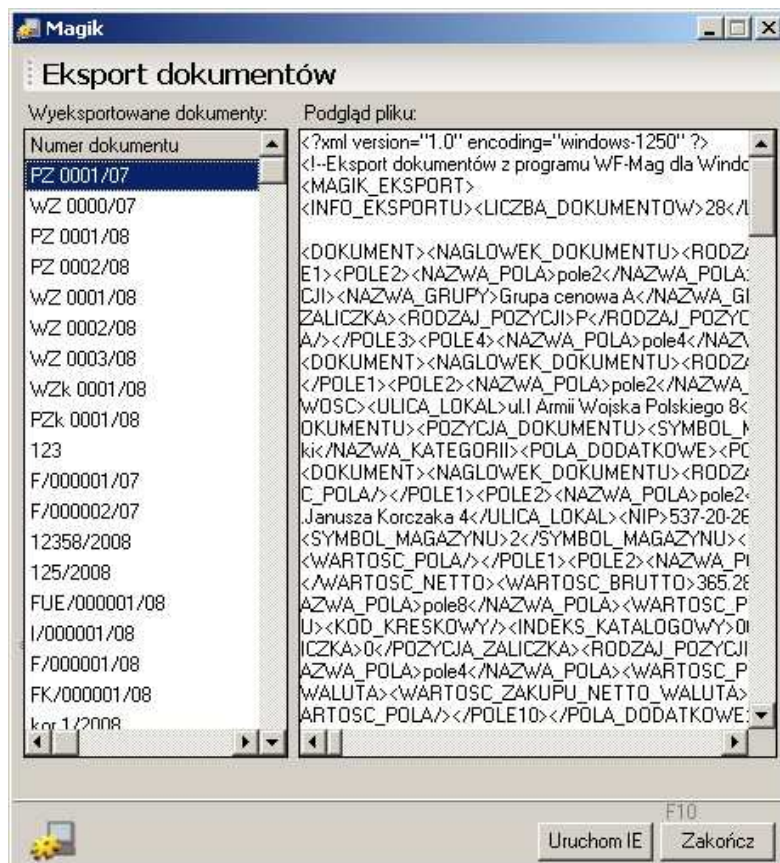 Magik
Eksport dokumentów
Wyeksportowane dokumenty:
Numer dokumentu
PZ 0001/07
WZ 0000/07
PZ 0001/08
PZ 0002/08
WZ 0001/08
WZ 0002/08
WZ 0003/08
WZk 0001/08
PZk 0001/08
123
F/000001/07
F/000002/07
12358/2008
125/2008
FUE/000001/08
I/000001/08
F/000001/08
FK/000001/08
kor 1/2008
Podgląd pliku:
<?xml version="1.0" encoding="windows-1250" ?>
<!--Eksport dokumentów z programu WF-Mag dla Windo
<MAGIK_EKSPORT>
<INFO_EKSPORTU><LICZBA_DOKUMENTOW>28</L
<DOKUMENT><NAGLOWEK_DOKUMENTU><RODZA
E1><POLE2><NAZWA_POLA>pole2</NAZWA_POLA>
CJI><NAZWA_GRUPY>Grupa cenowa A</NAZWA_GI
ZALICZKA><RODZAJ_POZYCJI>P</RODZAJ_POZYC
A/></POLE3><POLE4><NAZWA_POLA>pole4</NAZV
<DOKUMENT><NAGLOWEK_DOKUMENTU><RODZA
</POLE1><POLE2><NAZWA_POLA>pole2</NAZWA_
WOSC><ULICA_LOKAL>ul.I Armii Wojska Polskiego 8<
OKUMENTU><POZYCJA_DOKUMENTU><SYMBOL_M
ki</NAZWA_KATEGORII><POLA_DODATKOWE><PO
<DOKUMENT><NAGLOWEK_DOKUMENTU><RODZA
C_POLA/></POLE1><POLE2><NAZWA_POLA>pole2<
.Janusza Korczaka 4</ULICA_LOKAL><NIP>537-20-26
<SYMBOL_MAGAZYNU>2</SYMBOL_MAGAZYNU><
<WARTOSC_POLA/></POLE1><POLE2><NAZWA_P
</WARTOSC_NETTO><WARTOSC_BRUTTO>365.26
AZWA_POLA>pole8</NAZWA_POLA><WARTOSC_P
U><KOD_KRESKOWY/><INDEKS_KATALOGOWY>0
ICZKA>0</POZYCJA_ZALICZKA><RODZAJ_POZYCJI
AZWA_POLA>pole4</NAZWA_POLA><WARTOSC_P
WALUTA><WARTOSC_ZAKUPU_NETTO_WALUTA>
ARTOSC_POLA/></POLE10></POLA_DODATKOWE>
F10
Uruchom IE
Zakończ